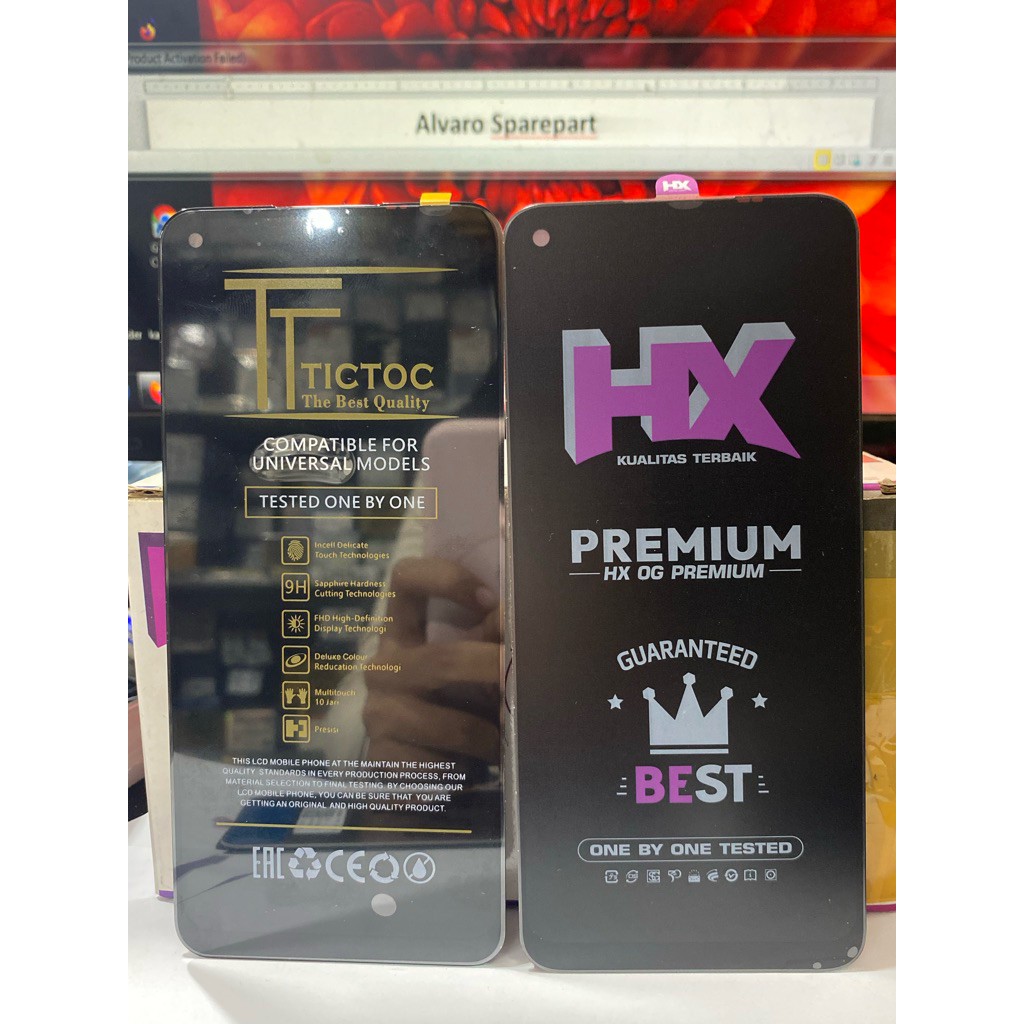 Product Activation Failed)
Alvaro Sparepart
TT
TICTOC
The Best Quality
COMPATIBLE FOR
UNIVERSAL MODELS
TESTED ONE BY ONE
Incell Delicate
Touch Technologies
9H
Sapphire Hardness
Cutting Technologies
FHD High-Definition
Display Technologi
Deluxe Colour
Reducation Technologi
Multitouch
10 Jari
Presisi
THIS LCD MOBILE PHONE AT THE MAINTAIN THE HIGHEST
QUALITY STANDARDS IN EVERY PRODUCTION PROCESS, FROM
MATERIAL SELECTION TO FINAL TESTING. BY CHOOSING OUR
LCD MOBILE PHONE, YOU CAN BE SURE THAT YOU ARE
GETTING AN ORIGINAL AND HIGH QUALITY PRODUCT.
EAC CE
HX
HX
KUALITAS TERBAIK
PREMIUM
HX OG PREMIUM
GUARANTEED
BEST
ONE BY ONE TESTED